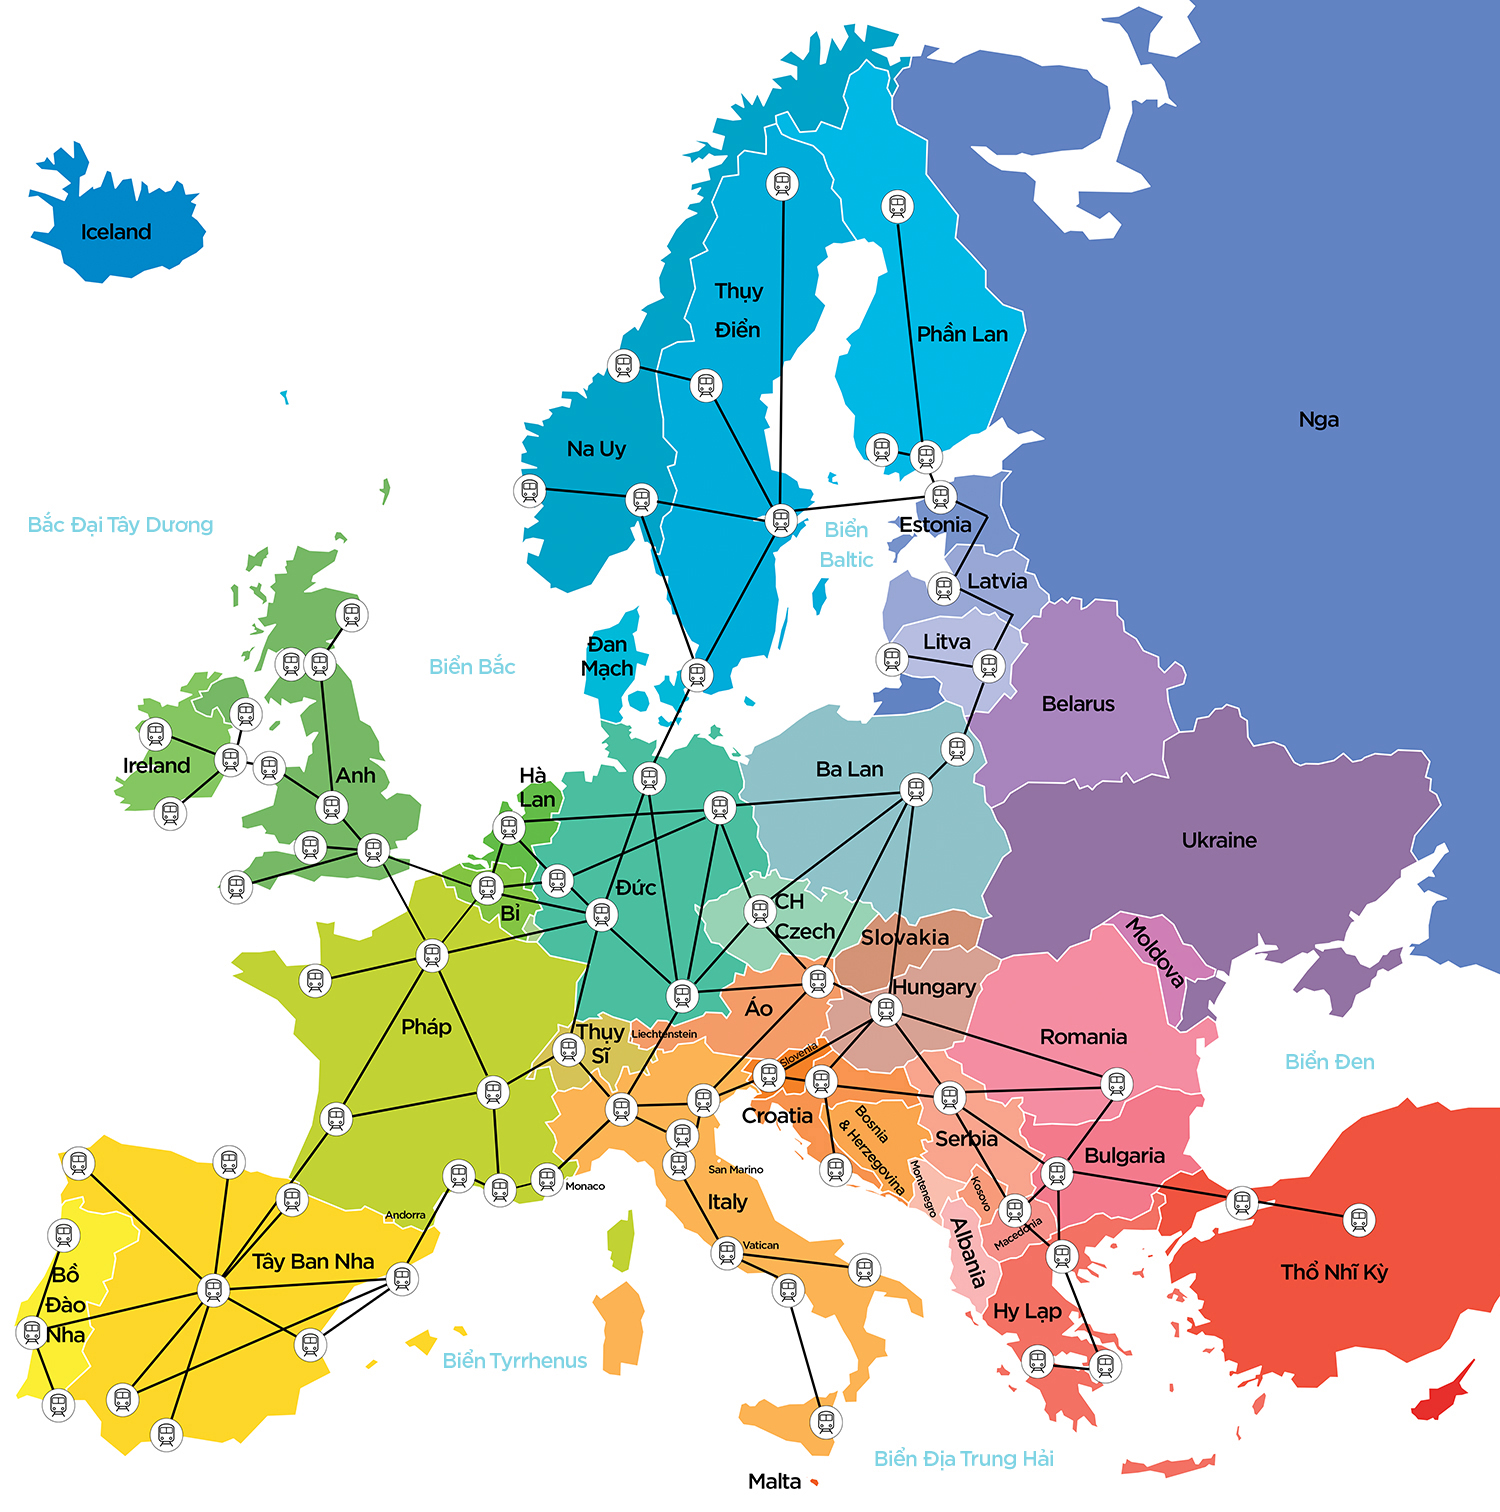 Iceland
Thụy
Điển
Phần Lan
Nga
Na Uy
Bắc Đại Tây Dương
Estonia
Biển
Baltic
Latvia
Litva
Đan
Mạch
Biển Bắc
Belarus
Ireland
Anh
Hà
Lan
Ba Lan
Ukraine
Đức
Bỉ
CH
Czech
Slovakia
Moldova
Hungary
Pháp
Áo
Thụy
Sĩ
Liechtenstein
Slovenia
Romania
Biển Đen
Croatia
Bosnia
& Herzegovina
Serbia
Bulgaria
San Marino
Monaco
Montenegro
Kosovo
Italy
Andorra
Macedonia
Albania
Vatican
Tây Ban Nha
Bồ
Đào
Nha
Thổ Nhĩ Kỳ
Hy Lạp
Biển Tyrrhenus
Biển Địa Trung Hải
Malta